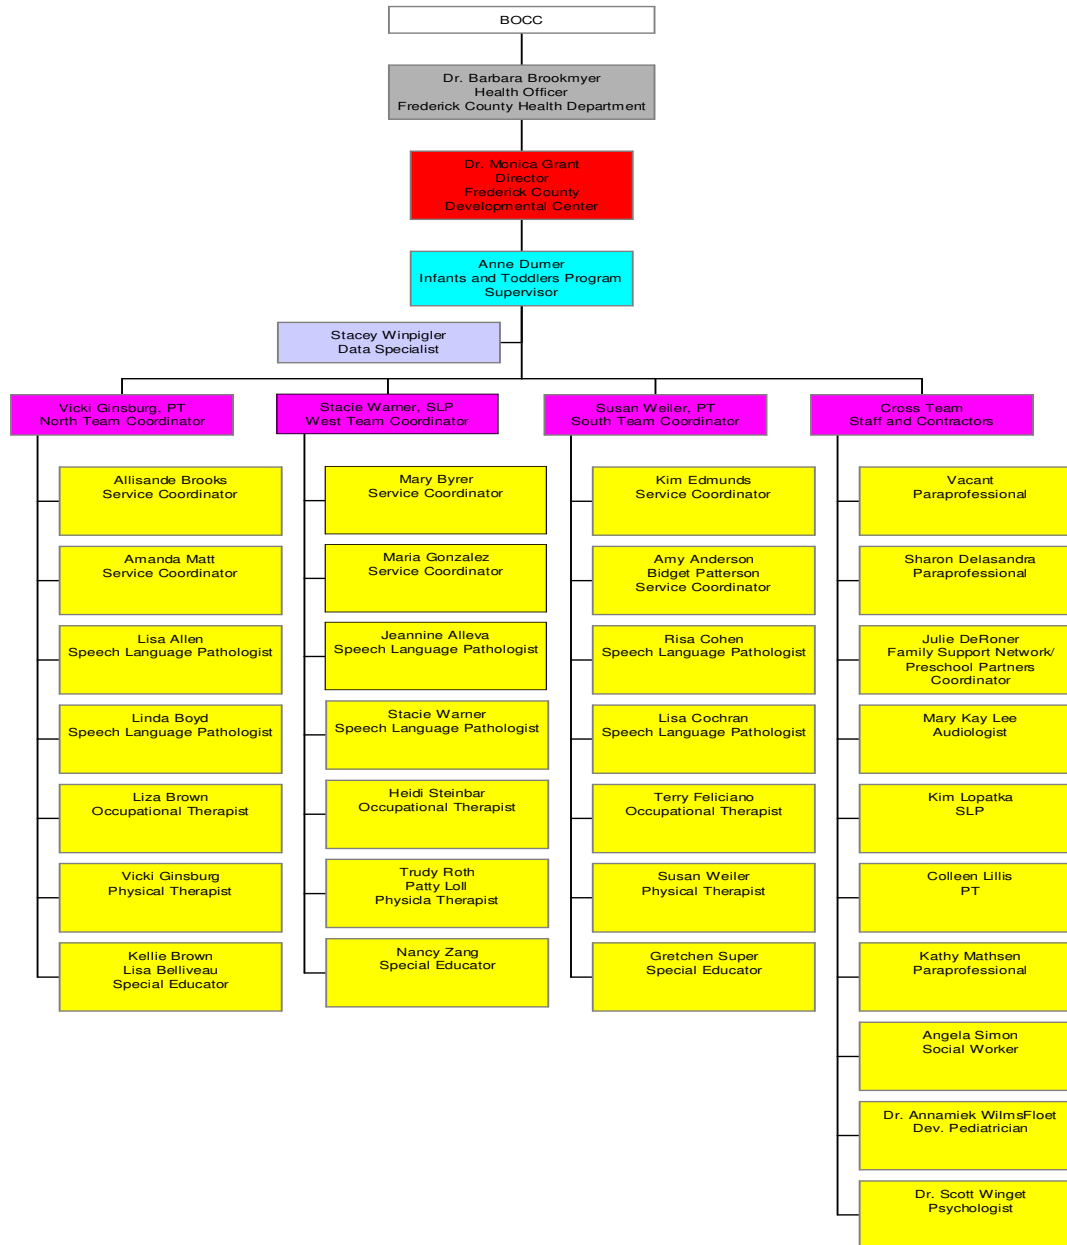 BOCC
Dr. Barbara Brookmyer
Health Officer
Frederick County Health Department
Dr. Monica Grant
Director
Frederick County
Developmental Center
Anne Dumer
Infants and Toddlers Program
Supervisor
Stacey Winpigler
Data Specialist
Vicki Ginsburg, PT
North Team Coordinator
Allisande Brooks
Service Coordinator
Amanda Matt
Service Coordinator
Lisa Allen
Speech Language Pathologist
Linda Boyd
Speech Language Pathologist
Liza Brown
Occupational Therapist
Vicki Ginsburg
Physical Therapist
Kellie Brown
Lisa Belliveau
Special Educator
Stacie Warner, SLP
West Team Coordinator
Mary Byrer
Service Coordinator
Maria Gonzalez
Service Coordinator
Jeannine Alleva
Speech Language Pathologist
Stacie Warner
Speech Language Pathologist
Heidi Steinbar
Occupational Therapist
Trudy Roth
Patty Loll
Physicla Therapist
Nancy Zang
Special Educator
Susan Weiler, PT
South Team Coordinator
Kim Edmunds
Service Coordinator
Amy Anderson
Bidget Patterson
Service Coordinator
Risa Cohen
Speech Language Pathologist
Lisa Cochran
Speech Language Pathologist
Terry Feliciano
Occupational Therapist
Susan Weiler
Physical Therapist
Gretchen Super
Special Educator
Cross Team
Staff and Contractors
Vacant
Paraprofessional
Sharon Delasandra
Paraprofessional
Julie DeRoner
Family Support Network/
Preschool Partners
Coordinator
Mary Kay Lee
Audiologist
Kim Lopatka
SLP
Colleen Lillis
PT
Kathy Mathsen
Paraprofessional
Angela Simon
Social Worker
Dr. Annamiek WilmsFloet
Dev. Pediatrician
Dr. Scott Winget
Psychologist